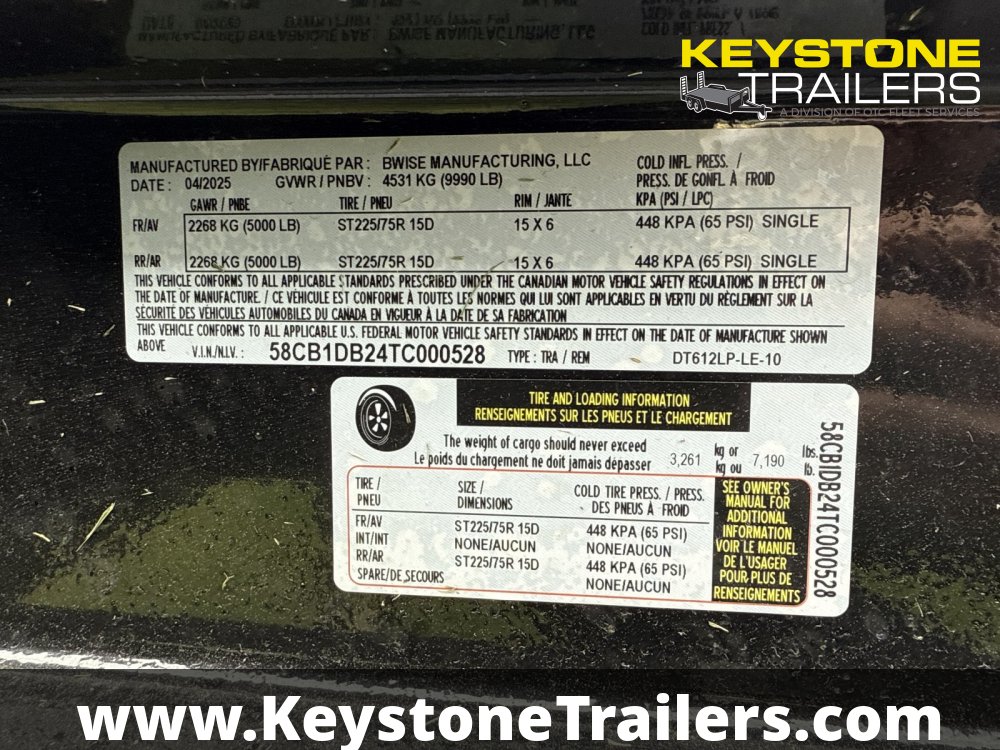 KEYSTONE
TRAILERS
A DIVISION OF OTC FLEET SERVICES
MANUFACTURED BY/FABRIQUÉ PAR : BWISE MANUFACTURING, LLC
DATE : 04/2025 GVWR / PNBV : 4531 KG (9990 LB)
COLD INFL PRESS. /
PRESS. DE GONFL À FROID
GAWR / PNBE TIRE / PNEU RIM / JANTE KPA (PSI / LPC)
FR/AV 2268 KG (5000 LB) ST225/75R 15D 15 X 6 448 KPA (65 PSI) SINGLE
RR/AR 2268 KG (5000 LB) ST225/75R 15D 15 X 6 448 KPA (65 PSI) SINGLE
THIS VEHICLE CONFORMS TO ALL APPLICABLE STANDARDS PRESCRIBED UNDER THE CANADIAN MOTOR VEHICLE SAFETY REGULATIONS IN EFFECT ON
THE DATE OF MANUFACTURE. / CE VÉHICULE EST CONFORME À TOUTES LES NORMES QUI LUI SONT APPLICABLES EN VERTU DU RÈGLEMENT SUR LA
SÉCURITÉ DES VÉHICULES AUTOMOBILES DU CANADA EN VIGUEUR À LA DATE DE SA FABRICATION
THIS VEHICLE CONFORMS TO ALL APPLICABLE U.S. FEDERAL MOTOR VEHICLE SAFETY STANDARDS IN EFFECT ON THE DATE OF MANUFACTURE SHOWN
ABOVE V.I.N./N.I.V. : 58CB1DB24TC000528 TYPE : TRA / REM DT612LP-LE-10
TIRE AND LOADING INFORMATION
RENSEIGNEMENTS SUR LES PNEUS ET LE CHARGEMENT
The weight of cargo should never exceed
Le poids du chargement ne doit jamais dépasser
3,261 kg or
kg ou 7,190 lbs.
lb.
TIRE /
PNEU
SIZE /
DIMENSIONS
COLD TIRE PRESS. / PRESS.
DES PNEUS À FROID
FR/AV ST225/75R 15D 448 KPA (65 PSI)
INT/INT NONE/AUCUN NONE/AUCUN
RR/AR ST225/75R 15D 448 KPA (65 PSI)
SPARE/DE SECOURS NONE/AUCUN
SEE OWNER'S
MANUAL FOR
ADDITIONAL
INFORMATION
VOIR LE MANUEL
DE L'USAGER
POUR PLUS DE
RENSEIGNEMENTS
58CB1DB24TC000528
www.KeystoneTrailers.com